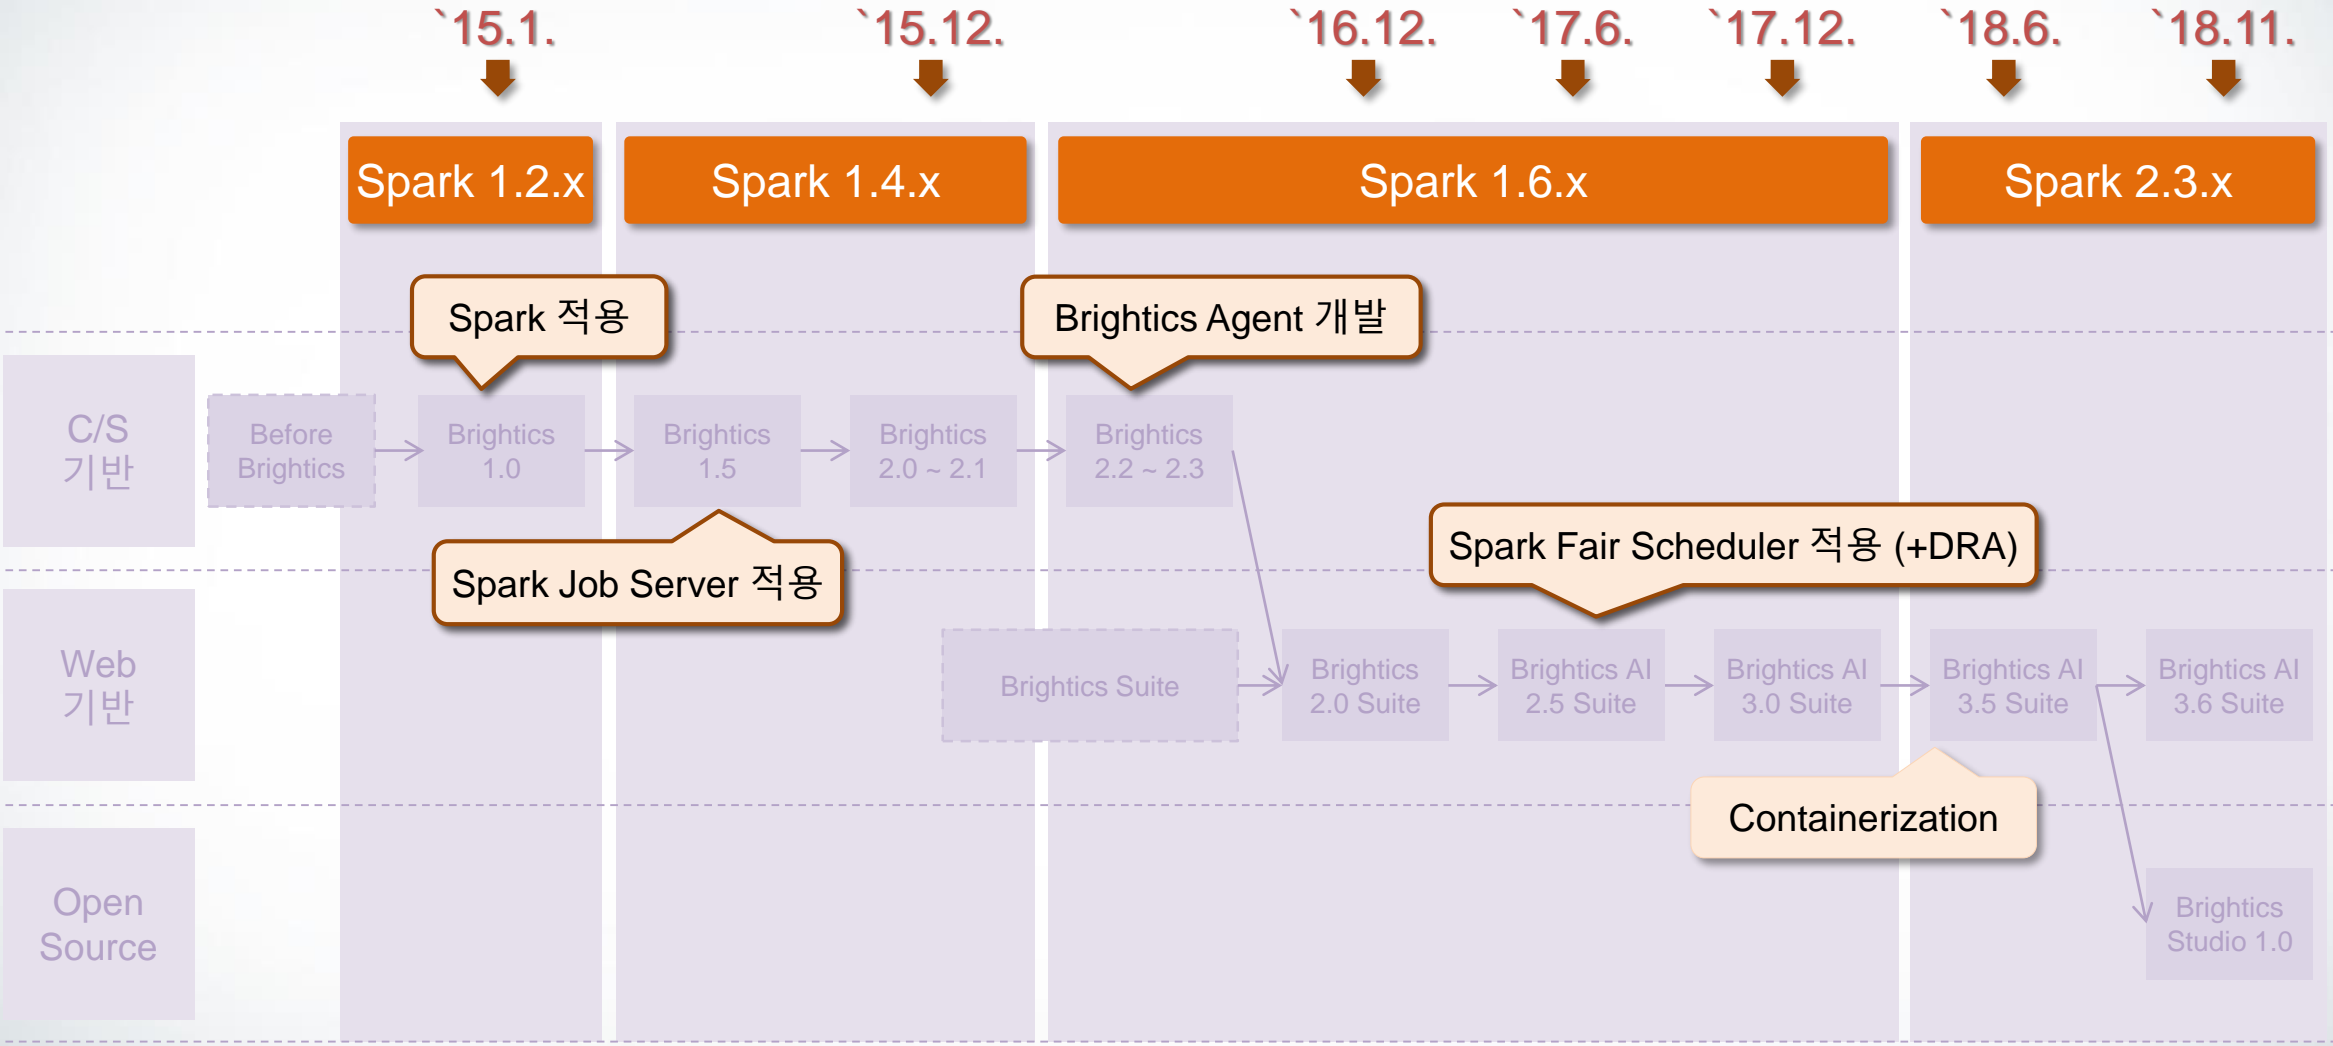 `15.1.
`15.12.
`16.12.
`17.6.
`17.12.
`18.6.
`18.11.
Spark 1.2.x
Spark 1.4.x
Spark 1.6.x
Spark 2.3.x
Spark 적용
Brightics Agent 개발
C/S
기반
Before
Brightics
Brightics
1.0
Brightics
1.5
Brightics
2.0 ~ 2.1
Brightics
2.2 ~ 2.3
Spark Job Server 적용
Spark Fair Scheduler 적용 (+DRA)
Web
기반
Brightics Suite
Brightics
2.0 Suite
Brightics AI
2.5 Suite
Brightics AI
3.0 Suite
Brightics AI
3.5 Suite
Brightics AI
3.6 Suite
Containerization
Open
Source
Brightics
Studio 1.0